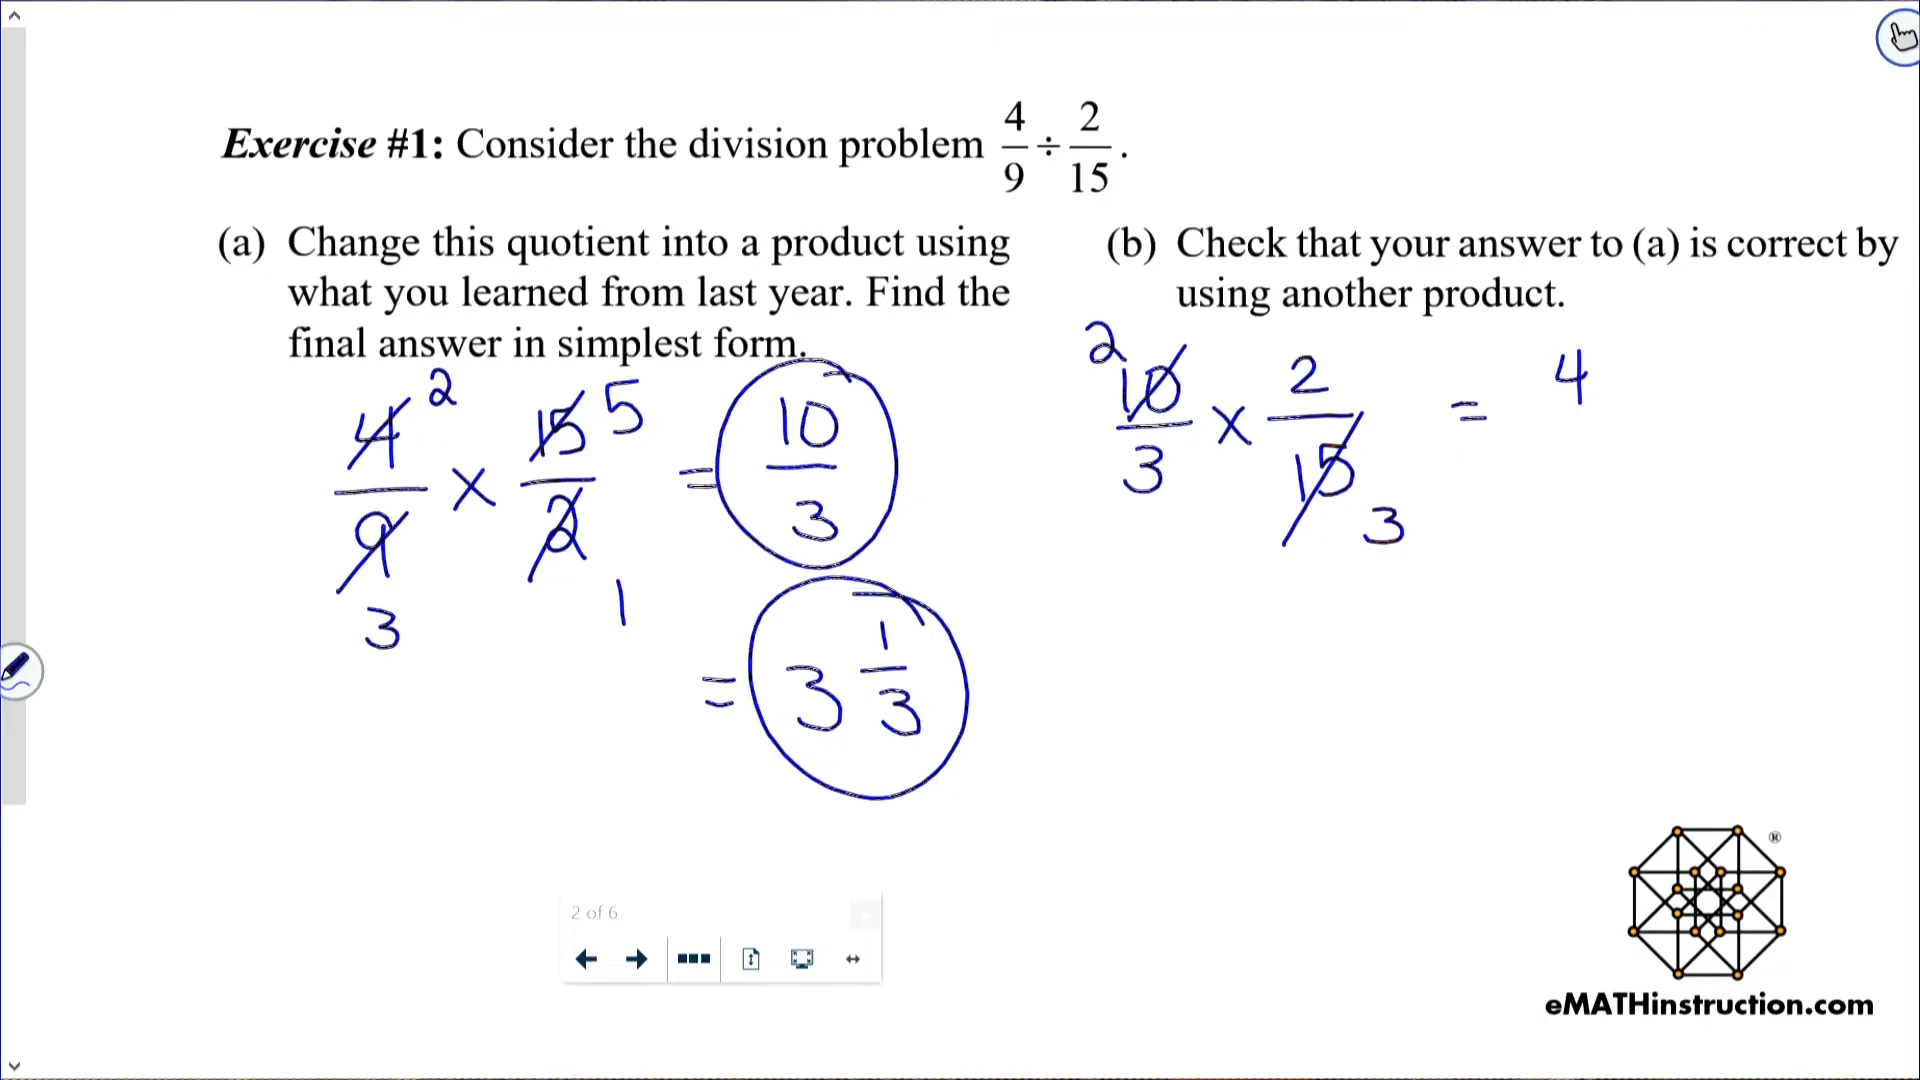 Exercise #1: Consider the division problem 4/9 ÷ 2/15.
(a) Change this quotient into a product using
what you learned from last year. Find the
final answer in simplest form.
4 2 / 9 3 × 15 5 / 2 1 = 10/3
= 3 1/3
(b) Check that your answer to (a) is correct by
using another product.
2 10 / 3 × 2 / 15 3 = 4
2 of 6
®
eMATHinstruction.com